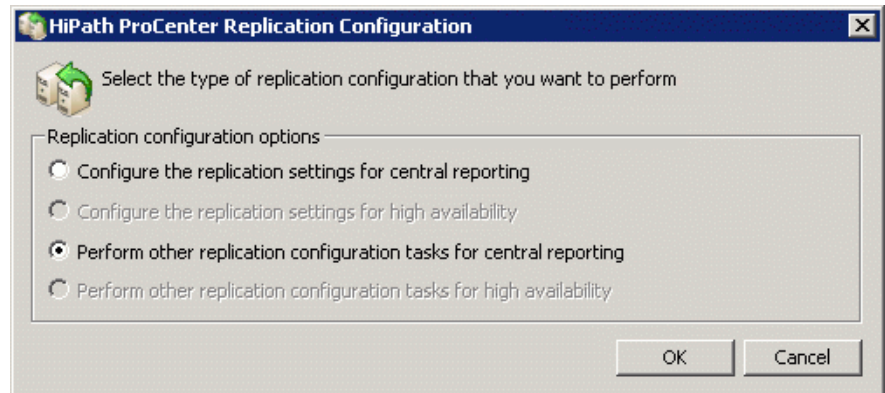 HiPath ProCenter Replication Configuration
Select the type of replication configuration that you want to perform
Replication configuration options
Configure the replication settings for central reporting
Configure the replication settings for high availability
Perform other replication configuration tasks for central reporting
Perform other replication configuration tasks for high availability
OK Cancel